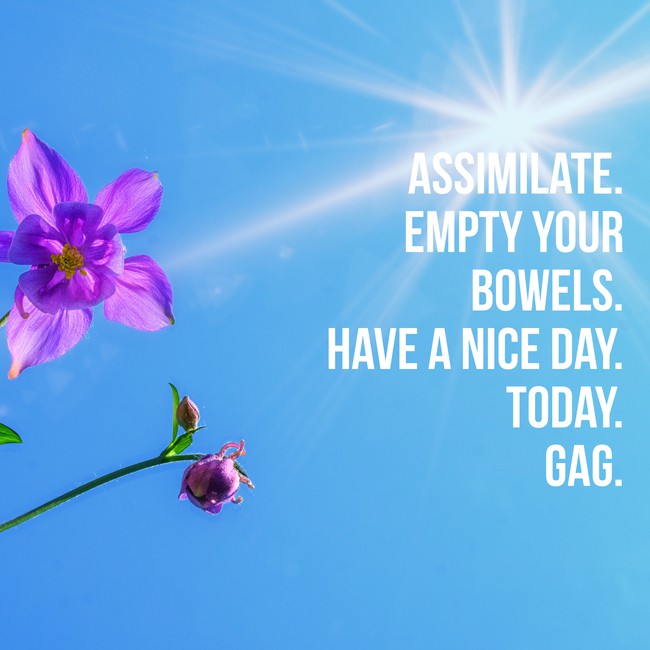 ASSIMILATE.
EMPTY YOUR
BOWELS.
HAVE A NICE DAY.
TODAY.
GAG.